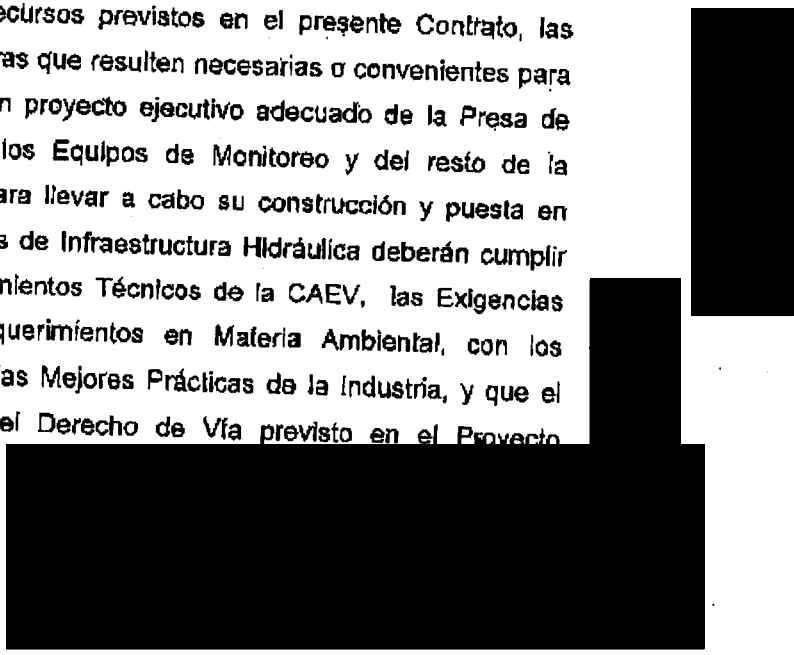 ecursos previstos en el presente Contrato, las
ras que resulten necesarias o convenientes para
n proyecto ejecutivo adecuado de la Presa de
los Equipos de Monitoreo y del resto de la
ara llevar a cabo su construcción y puesta en
s de Infraestructura Hidráulica deberán cumplir
mientos Técnicos de la CAEV, las Exigencias
querimientos en Materia Ambiental, con los
as Mejores Prácticas de la Industria, y que el
el Derecho de Vía previsto en el Proyecto